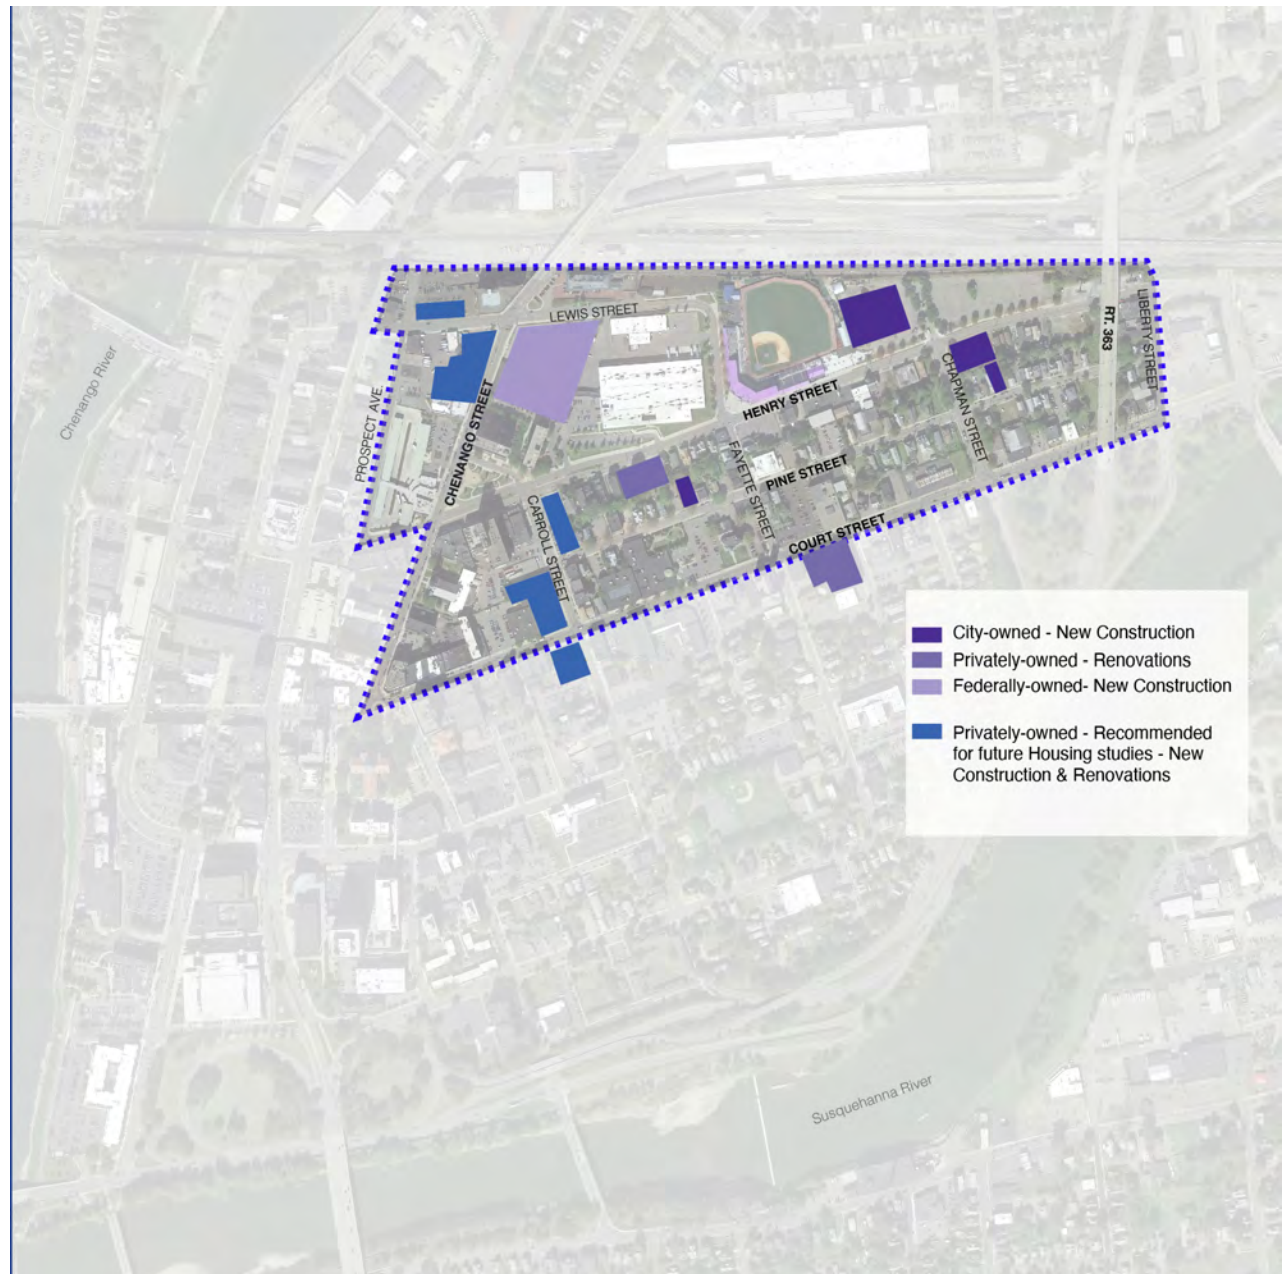 LEWIS STREET
LIBERTY STREET
RT. 363
Chenango River
PROSPECT AVE.
CHENANGO STREET
HENRY STREET
CHAPMAN STREET
FAYETTE STREET
PINE STREET
CARROLL STREET
COURT STREET
City-owned - New Construction
Privately-owned - Renovations
Federally-owned- New Construction
Privately-owned - Recommended
for future Housing studies - New
Construction & Renovations
Susquehanna River